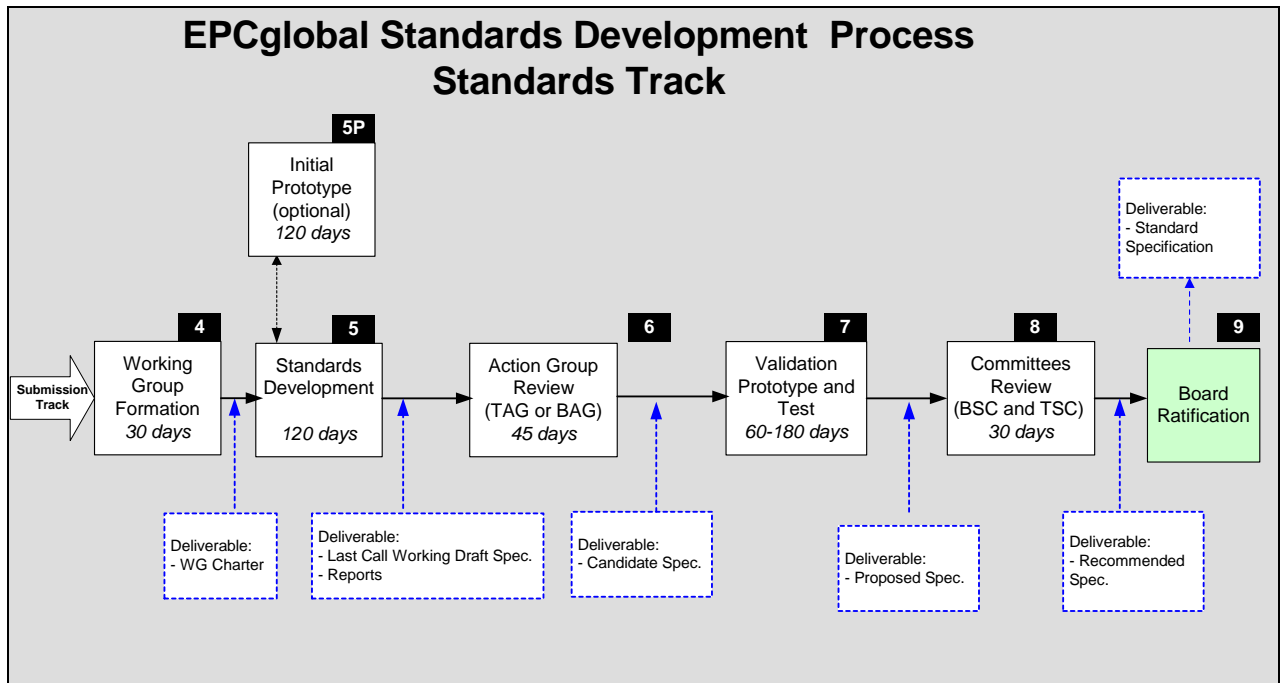 EPCglobal Standards Development Process
Standards Track
5P
Initial
Prototype
(optional)
120 days
Deliverable:
- Standard
Specification
Submission
Track
4
Working
Group
Formation
30 days
5
Standards
Development
120 days
Action Group
Review
(TAG or BAG)
45 days
6
7
Validation
Prototype and
Test
60-180 days
8
Committees
Review
(BSC and TSC)
30 days
9
Board
Ratification
Deliverable:
- WG Charter
Deliverable:
- Last Call Working Draft Spec.
- Reports
Deliverable:
- Candidate Spec.
Deliverable:
- Proposed Spec.
Deliverable:
- Recommended
Spec.